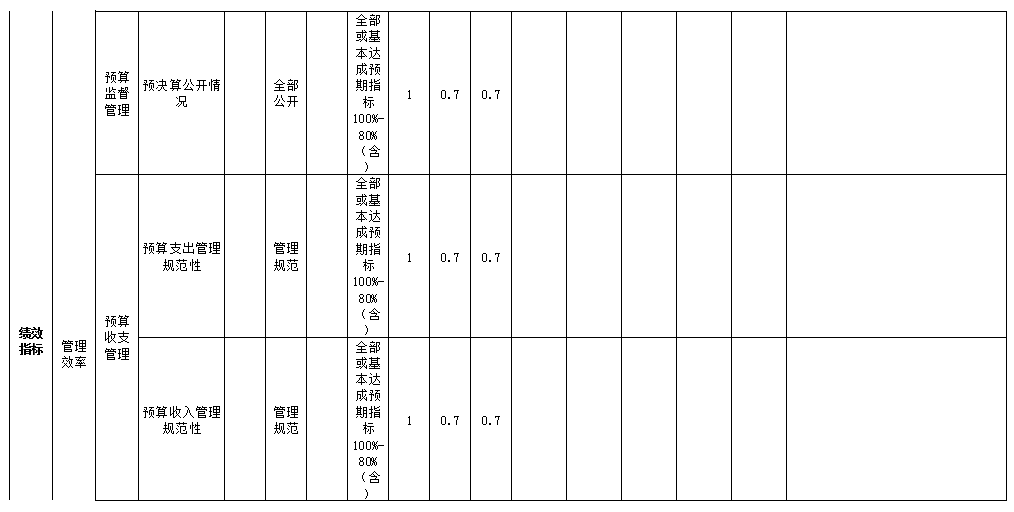 绩效
指标
管理
效率
预算
监督
管理
预决算公开情
况
全部
公开
全部
或基
本达
成预
期指
标
100%-
80%
（含
）
1
0.7
0.7
预算
收支
管理
预算支出管理
规范性
管理
规范
全部
或基
本达
成预
期指
标
100%-
80%
（含
）
1
0.7
0.7
预算收入管理
规范性
管理
规范
全部
或基
本达
成预
期指
标
100%-
80%
（含
）
1
0.7
0.7